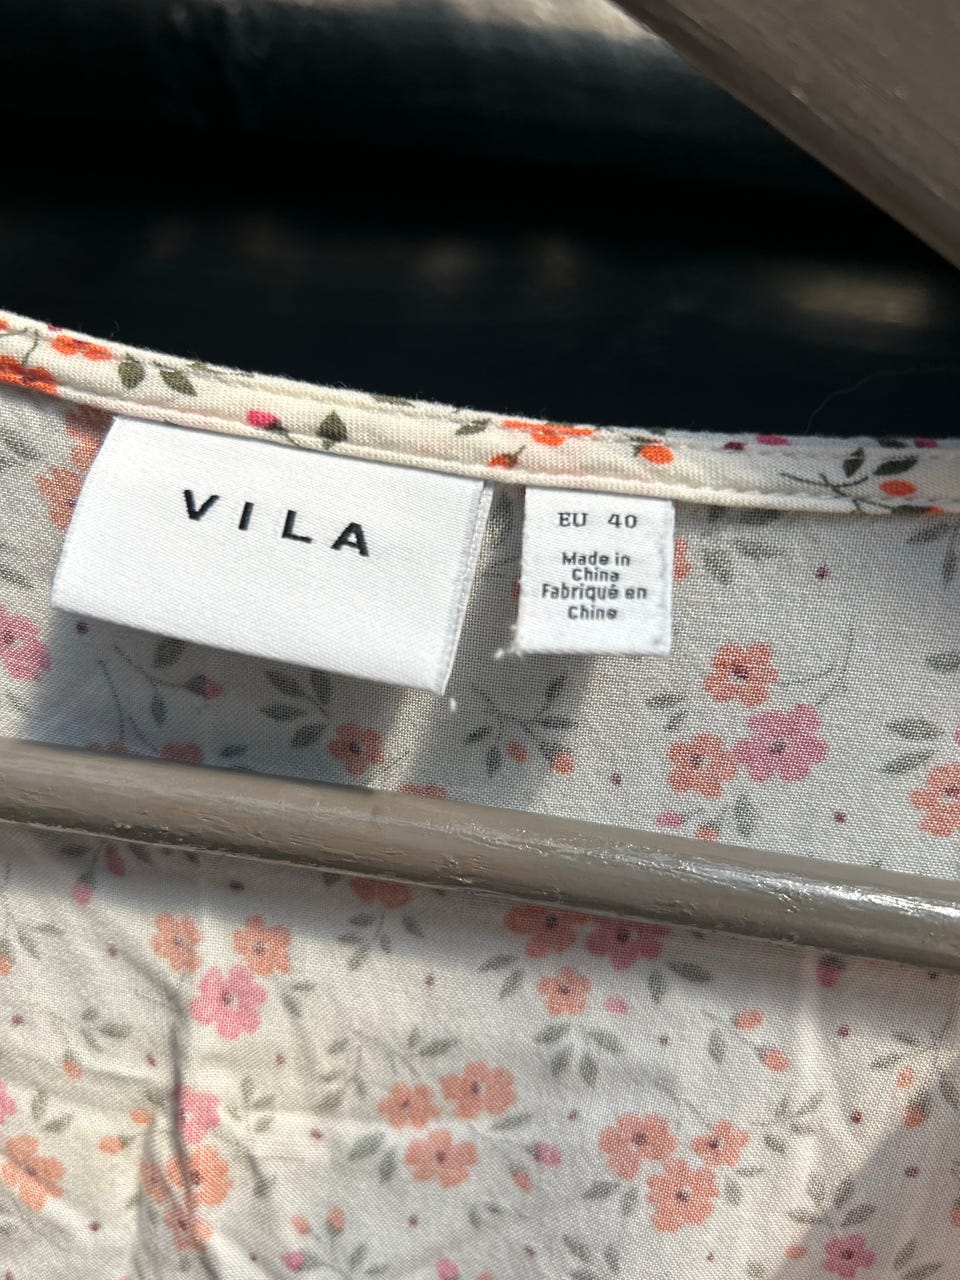 VILA
EU 40
Made in
China
Fabriqué en
Chine